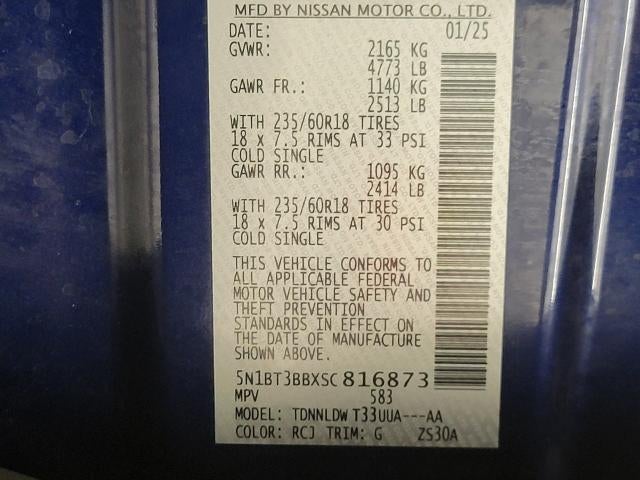 MFD BY NISSAN MOTOR CO., LTD.
DATE: 01/25
GVWR: 2165 KG
4773 LB
GAWR FR.: 1140 KG
2513 LB
WITH 235/60R18 TIRES
18 x 7.5 RIMS AT 33 PSI
COLD SINGLE
GAWR RR.: 1095 KG
2414 LB
WITH 235/60R18 TIRES
18 x 7.5 RIMS AT 30 PSI
COLD SINGLE
THIS VEHICLE CONFORMS TO
ALL APPLICABLE FEDERAL
MOTOR VEHICLE SAFETY AND
THEFT PREVENTION
STANDARDS IN EFFECT ON
THE DATE OF MANUFACTURE
SHOWN ABOVE.
5N1BT3BBXSC816873
MPV 583
MODEL: TDNNLDW T33UUA---AA
COLOR: RCJ TRIM: G ZS30A